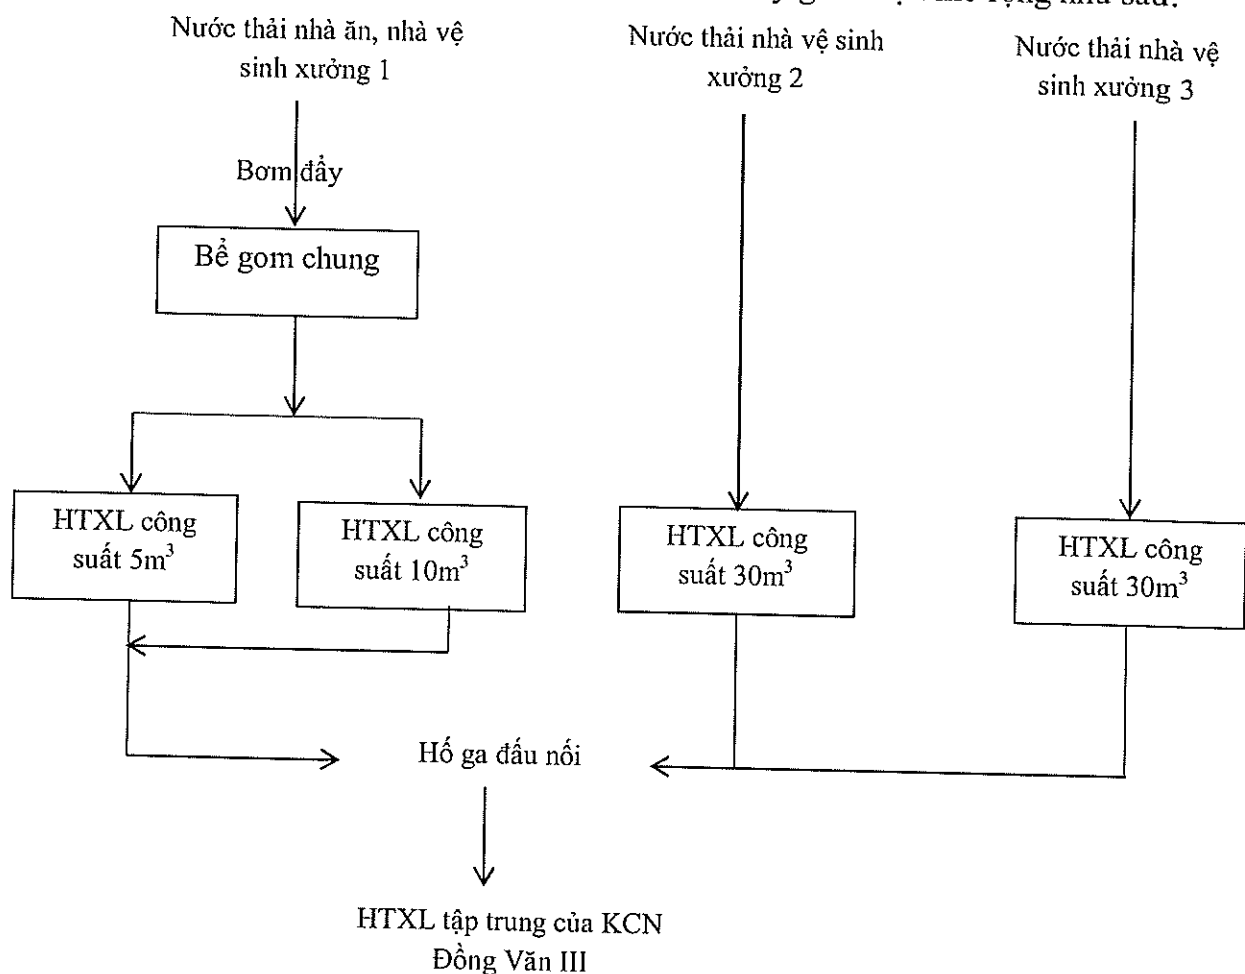 như sau:
Nước thải nhà ăn, nhà vệ
sinh xưởng 1
Nước thải nhà vệ sinh
xưởng 2
Nước thải nhà vệ
sinh xưởng 3
Bơm đẩy
Bể gom chung
HTXL công
suất 5m³
HTXL công
suất 10m³
HTXL công
suất 30m³
HTXL công
suất 30m³
Hố ga đấu nối
HTXL tập trung của KCN
Đồng Văn III